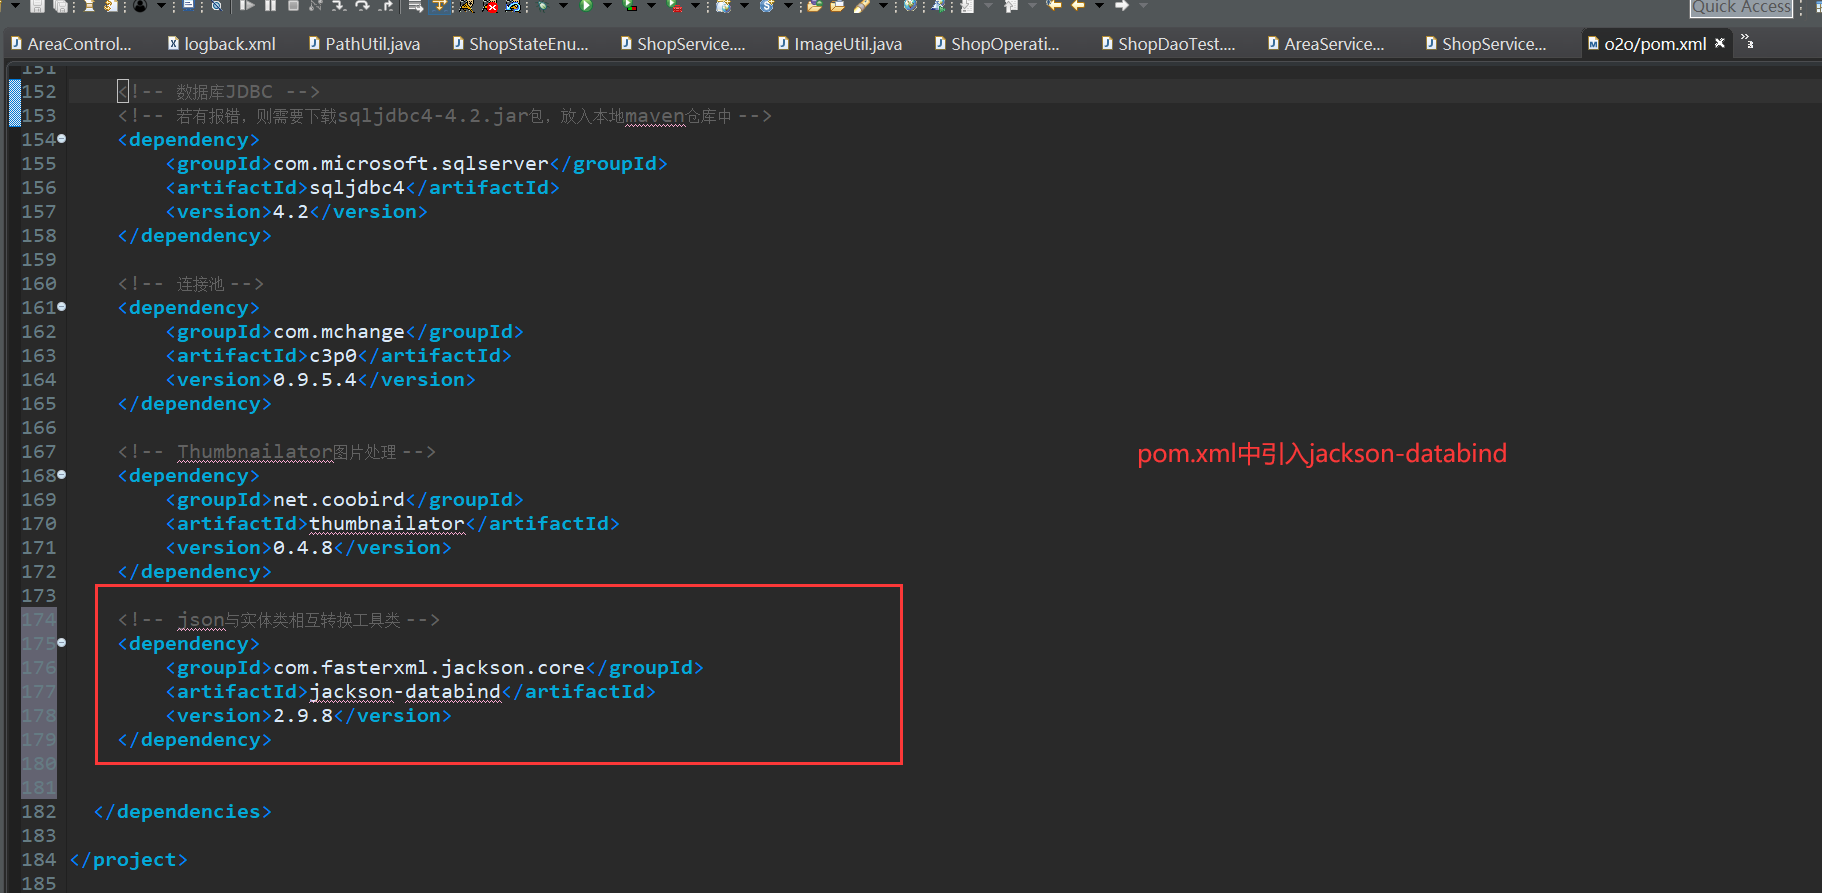 Quick Access
AreaControl...
logback.xml
PathUtil.java
ShopStateEnu...
ShopService....
ImageUtil.java
ShopOperati...
ShopDaoTest....
AreaService...
ShopService...
o2o/pom.xml
»3
151
152 <!-- 数据库JDBC -->
153 <!-- 若有报错，则需要下载sqljdbc4-4.2.jar包，放入本地maven仓库中 -->
154 <dependency>
155 <groupId>com.microsoft.sqlserver</groupId>
156 <artifactId>sqljdbc4</artifactId>
157 <version>4.2</version>
158 </dependency>
159
160 <!-- 连接池 -->
161 <dependency>
162 <groupId>com.mchange</groupId>
163 <artifactId>c3p0</artifactId>
164 <version>0.9.5.4</version>
165 </dependency>
166
167 <!-- Thumbnailator图片处理 -->
pom.xml中引入jackson-databind
168 <dependency>
169 <groupId>net.coobird</groupId>
170 <artifactId>thumbnailator</artifactId>
171 <version>0.4.8</version>
172 </dependency>
173
174 <!-- json与实体类相互转换工具类 -->
175 <dependency>
176 <groupId>com.fasterxml.jackson.core</groupId>
177 <artifactId>jackson-databind</artifactId>
178 <version>2.9.8</version>
179 </dependency>
180
181
182 </dependencies>
183
184 </project>
185